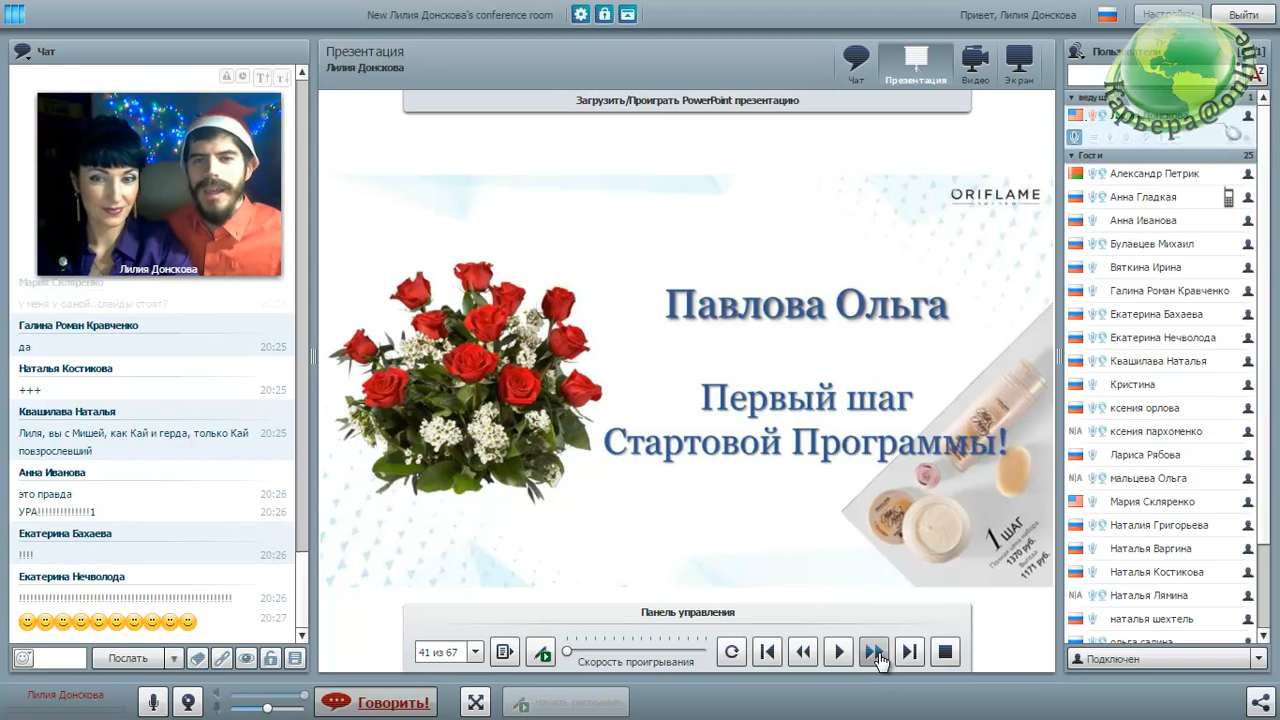 New Лилия Донскова's conference room
Привет, Лилия Донскова
Настройки
Выйти
Чат
Лилия Донскова
Мария Скляренко
у меня у одной..слайды стоят?
Галина Роман Кравченко
да 20:25
Наталья Костикова
+++ 20:25
Квашилава Наталья
Лиля, вы с Мишей, как Кай и герда, только Кай 20:25
повзрослевший
Анна Иванова
это правда 20:26
УРА!!!!!!!!!!!!!1 20:26
Екатерина Бахаева
!!!! 20:26
Екатерина Нечволода
!!!!!!!!!!!!!!!!!!!!!!!!!!!!!!!!!!!!!!!!! 20:26
20:27
Послать
Презентация
Лилия Донскова
Чат
Презентация
Видео
Экран
Загрузить/Проиграть PowerPoint презентацию
ORIFLAME
SWEDEN
Павлова Ольга
Первый шаг
Стартовой Программы!
1 ШАГ
1370 руб.
1171 руб.
Панель управления
41 из 67
Скорость проигрывания
карьера@online
Гости 25
Александр Петрик
Анна Гладкая
Анна Иванова
Булавцев Михаил
Вяткина Ирина
Галина Роман Кравченко
Екатерина Бахаева
Екатерина Нечволода
Квашилава Наталья
Кристина
ксения орлова
N/A ксения пархоменко
Лариса Рябова
N/A мальцева Ольга
Мария Скляренко
Наталия Григорьева
Наталья Варгина
Наталья Костикова
N/A Наталья Лямина
наталья шехтель
ольга салина
Подключен
Лилия Донскова
Говорить!
Начать рисование